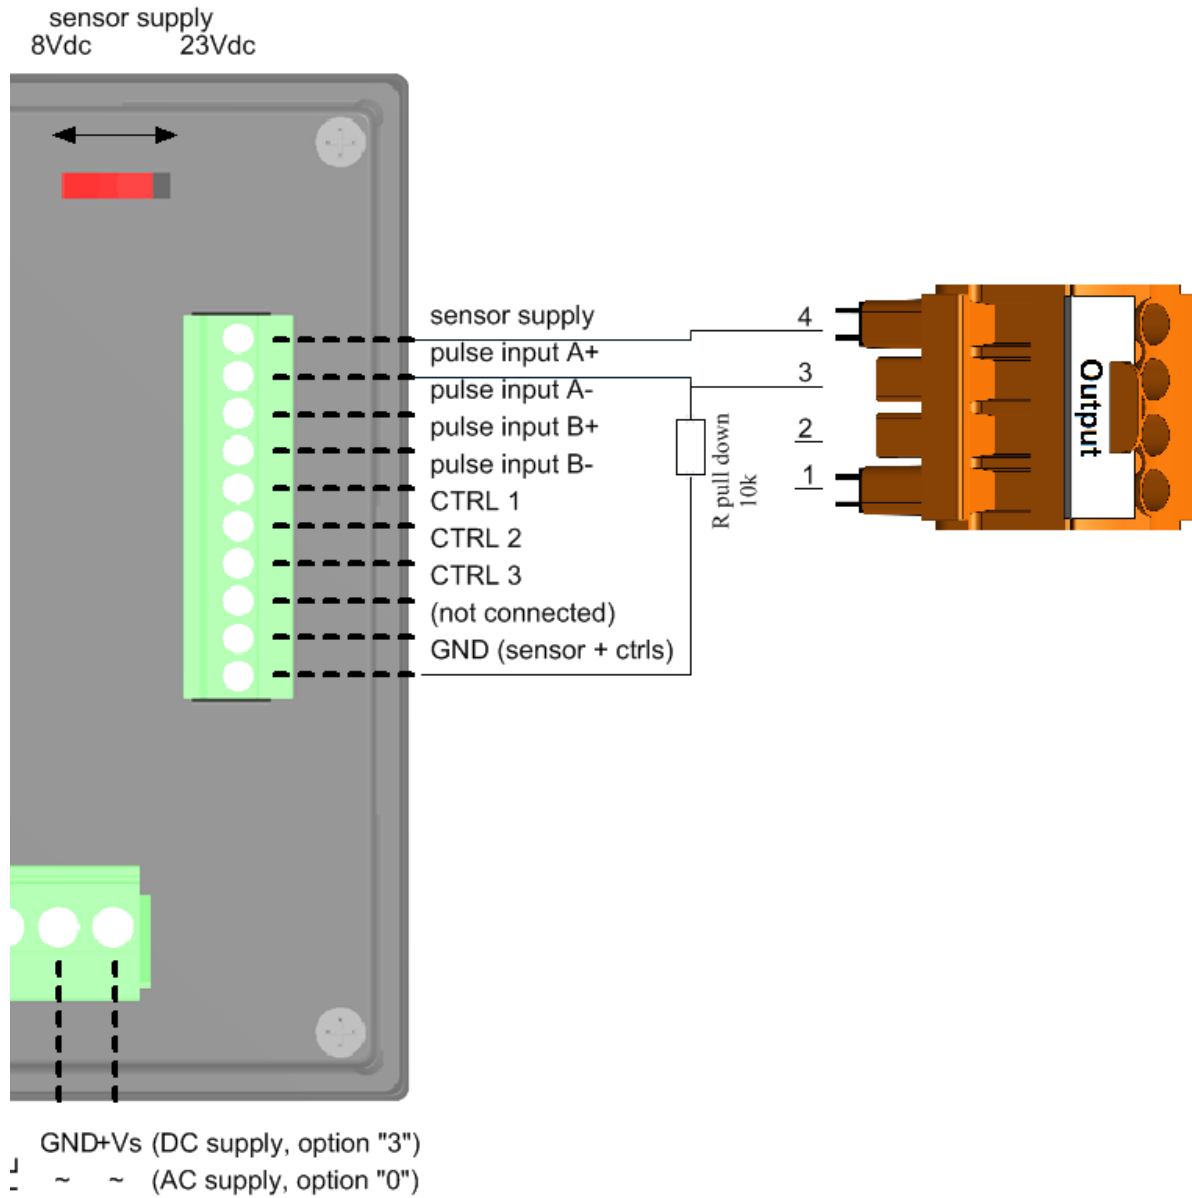 sensor supply
8Vdc 23Vdc
sensor supply
pulse input A+
pulse input A-
pulse input B+
pulse input B-
CTRL 1
CTRL 2
CTRL 3
(not connected)
GND (sensor + ctrls)
4
3
2
1
R pull down
10k
Output
GND+Vs (DC supply, option "3")
~ ~ (AC supply, option "0")